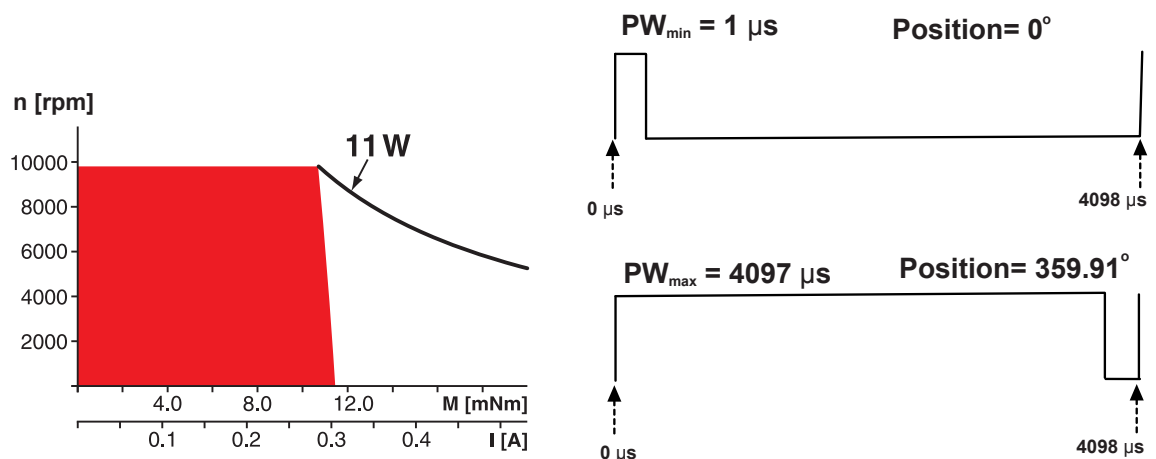 n [rpm]
11 W
10000
8000
6000
4000
2000
4.0 8.0 12.0 M [mNm]
0.1 0.2 0.3 0.4 I [A]
PWmin = 1 µs Position= 0°
0 µs 4098 µs
PWmax = 4097 µs Position= 359.91°
0 µs 4098 µs